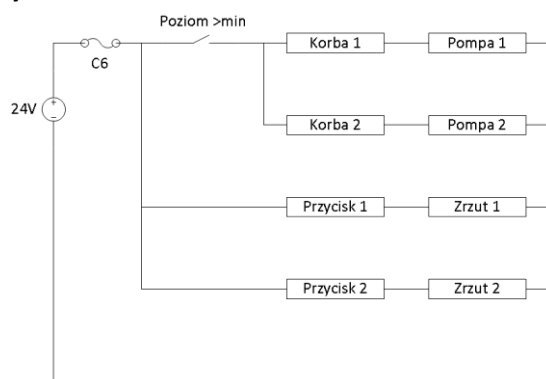 Poziom >min
C6
24V
Korba 1 Pompa 1
Korba 2 Pompa 2
Przycisk 1 Zrzut 1
Przycisk 2 Zrzut 2